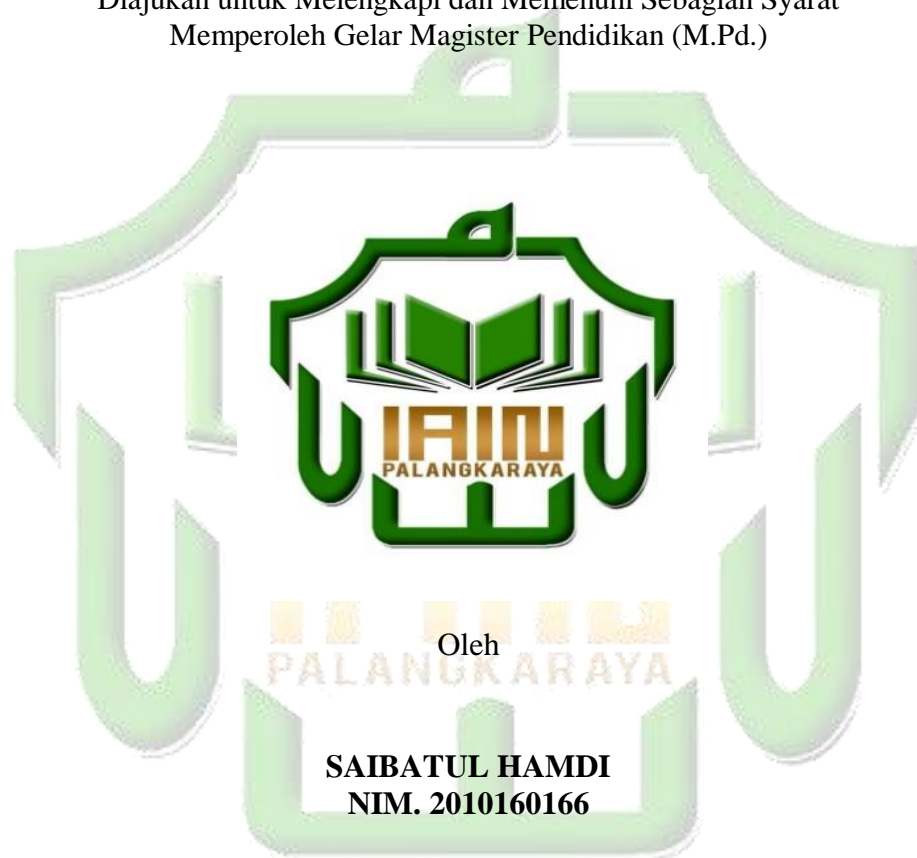 Diajukan untuk Melengkapi dan Memenuhi Sebagian Syarat
Memperoleh Gelar Magister Pendidikan (M.Pd.)
IAIN
PALANGKARAYA
Oleh
PALANGKARAYA
SAIBATUL HAMDI
NIM. 2010160166